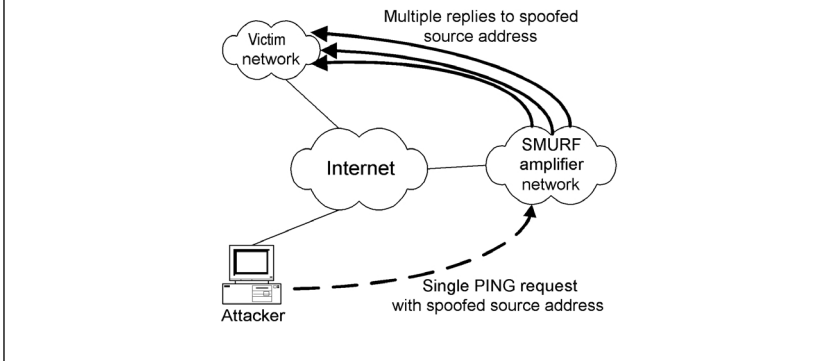 Multiple replies to spoofed
source address
Victim
network
SMURF
amplifier
network
Internet
Single PING request
with spoofed source address
Attacker